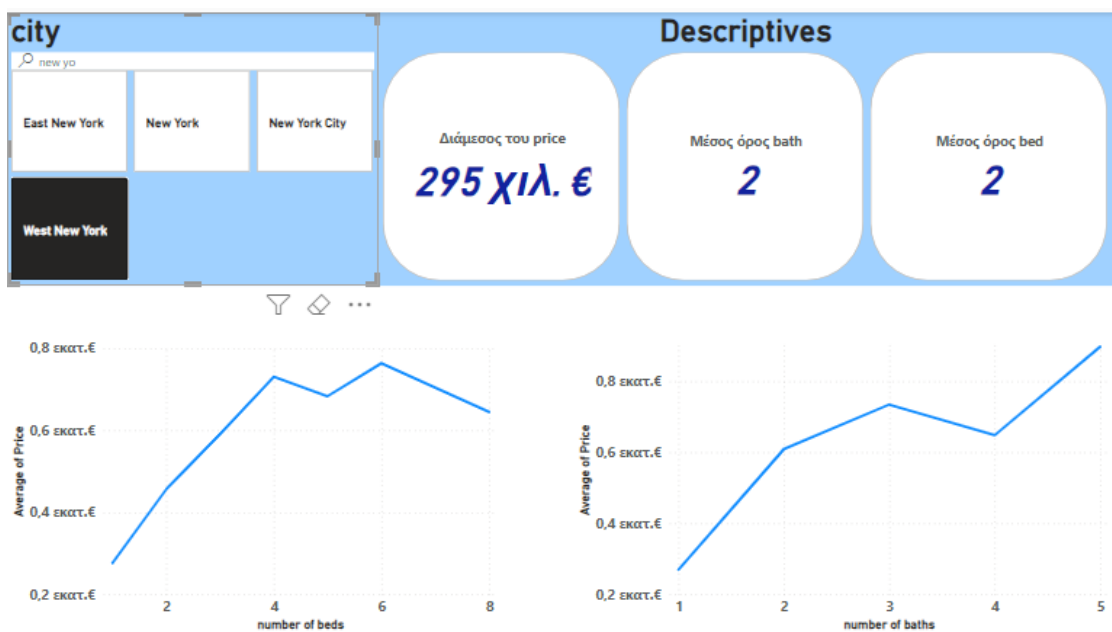 city
new yo
East New York
New York
New York City
West New York
Descriptives
Διάμεσος του price
295 χιλ. €
Μέσος όρος bath
2
Μέσος όρος bed
2
0,8 εκατ.€
0,6 εκατ.€
0,4 εκατ.€
0,2 εκατ.€
Average of Price
2
4
6
8
number of beds
0,8 εκατ.€
0,6 εκατ.€
0,4 εκατ.€
0,2 εκατ.€
Average of Price
1
2
3
4
5
number of baths